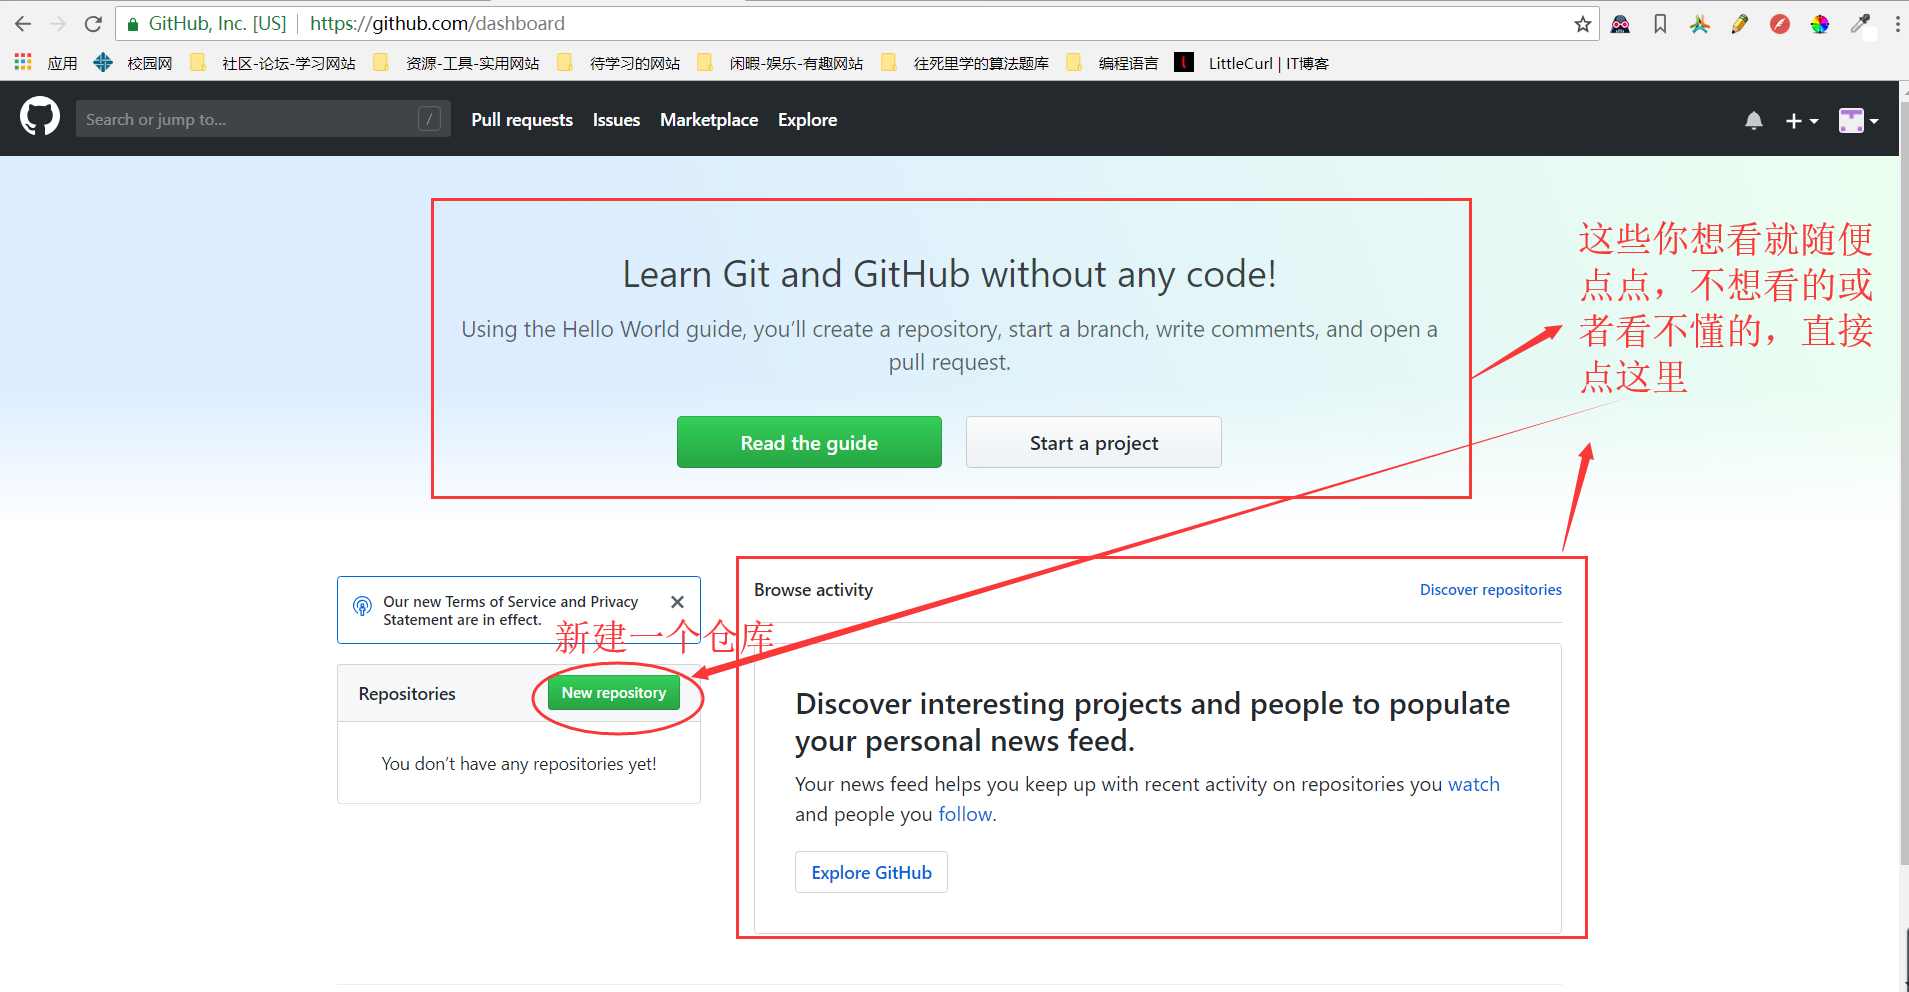 GitHub, Inc. [US] https://github.com/dashboard
应用 校园网 社区-论坛-学习网站 资源-工具-实用网站 待学习的网站 闲暇-娱乐-有趣网站 往死里学的算法题库 编程语言 LittleCurl | IT博客
Search or jump to... / Pull requests Issues Marketplace Explore
Learn Git and GitHub without any code!
Using the Hello World guide, you’ll create a repository, start a branch, write comments, and open a
pull request.
Read the guide Start a project
这些你想看就随便
点点，不想看的或
者看不懂的，直接
点这里
Our new Terms of Service and Privacy
Statement are in effect.
新建一个仓库
Repositories New repository
You don’t have any repositories yet!
Browse activity Discover repositories
Discover interesting projects and people to populate
your personal news feed.
Your news feed helps you keep up with recent activity on repositories you watch
and people you follow.
Explore GitHub